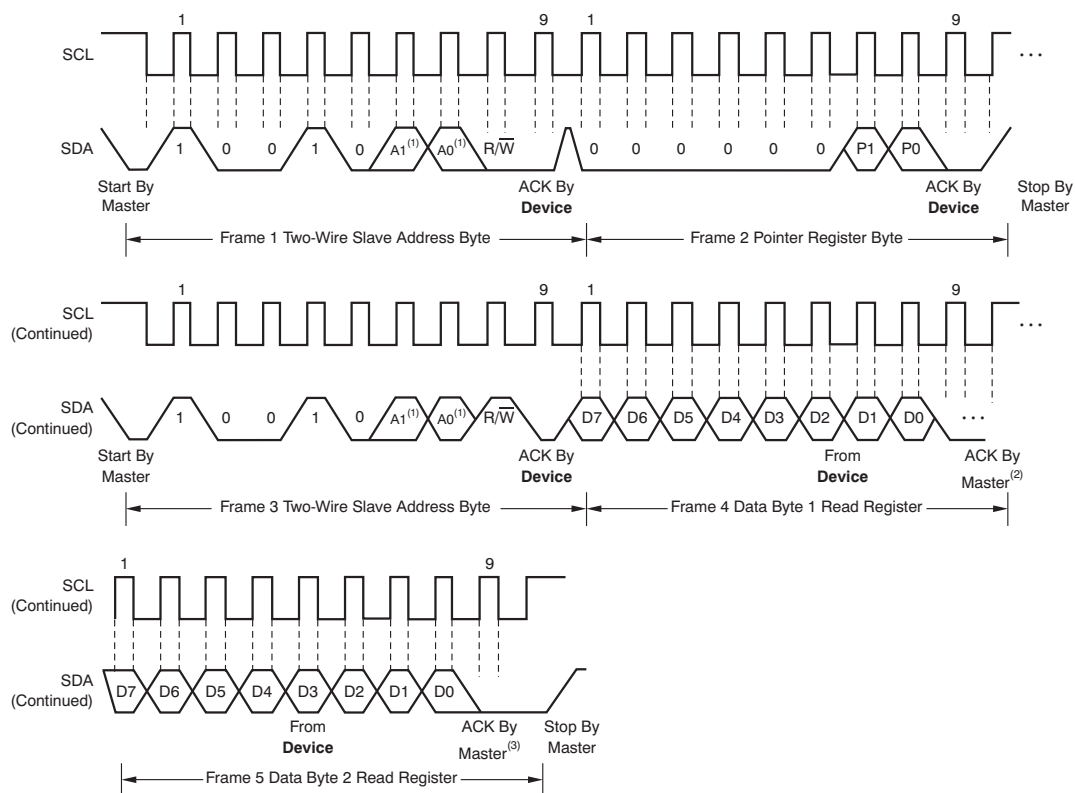 1 9 1 9
SCL ...
SDA 1 0 0 1 0 A1(1) A0(1) R/W̅ 0 0 0 0 0 0 P1 P0
Start By Master
ACK By Device
ACK By Device
Stop By Master
Frame 1 Two-Wire Slave Address Byte
Frame 2 Pointer Register Byte
1 9 1 9
SCL (Continued) ...
SDA (Continued) 1 0 0 1 0 A1(1) A0(1) R/W̅ D7 D6 D5 D4 D3 D2 D1 D0 ...
Start By Master
ACK By Device
From Device
ACK By Master(2)
Frame 3 Two-Wire Slave Address Byte
Frame 4 Data Byte 1 Read Register
1 9
SCL (Continued)
SDA (Continued) D7 D6 D5 D4 D3 D2 D1 D0
From Device
ACK By Master(3)
Stop By Master
Frame 5 Data Byte 2 Read Register